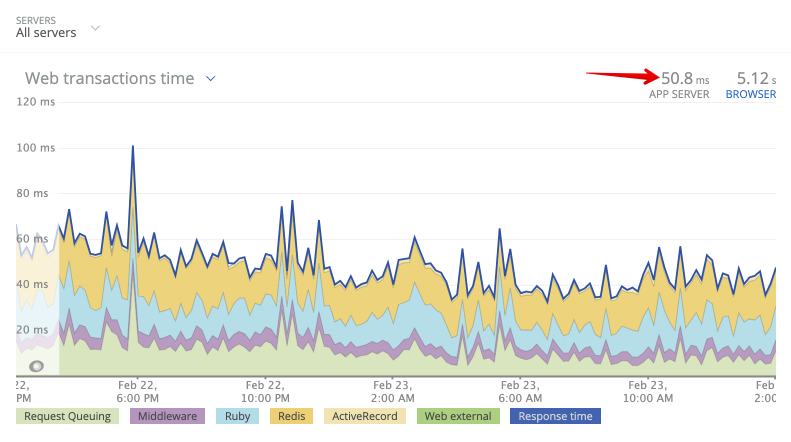 SERVERS
All servers
Web transactions time
50.8 ms
5.12 s
APP SERVER
BROWSER
120 ms
100 ms
80 ms
60 ms
40 ms
20 ms
22,
PM
Feb 22,
6:00 PM
Feb 22,
10:00 PM
Feb 23,
2:00 AM
Feb 23,
6:00 AM
Feb 23,
10:00 AM
Feb
2:0
Request Queuing
Middleware
Ruby
Redis
ActiveRecord
Web external
Response time